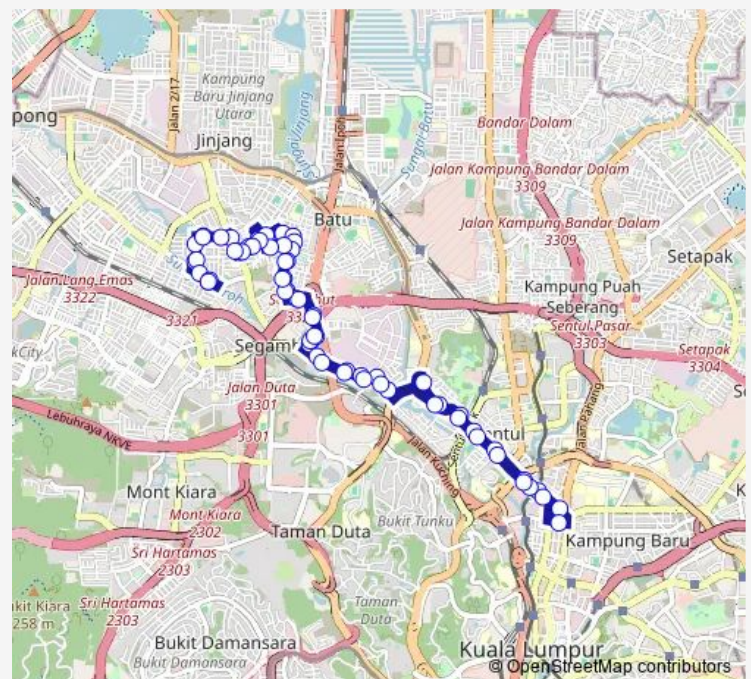 Kampung
Baru Jinjang
Utara
Jalan 2/17
pong
Jinjang
Sungai Jinjang
Jalan Ipoh
Sungai Batu
Bandar Dalam
Jalan Kampung Bandar Dalam
3309
Batu
Jalan Kampung Bandar Dalam
3309
Setapak
Jalan Lang Emas
3322
3321
Kampung Puah
Seberang
Sentul Pasar
3303
Setapak
3304
kCity
Segamb
Jalan Duta
3301
3301
Jalan Pahang
Lebuhraya NKVE
Sentul
entul
Jalan Kuching
Mont Kiara
Mont Kiara
2302
Bukit Tunku
Taman Duta
Kampung Baru
Sri Hartamas
2303
Sri Hartamas
2303
kit Kiara
258 m
Taman
Duta
Bukit Damansara
Bukit Damansara
Kuala Lumpur
© OpenStreetMap contributors